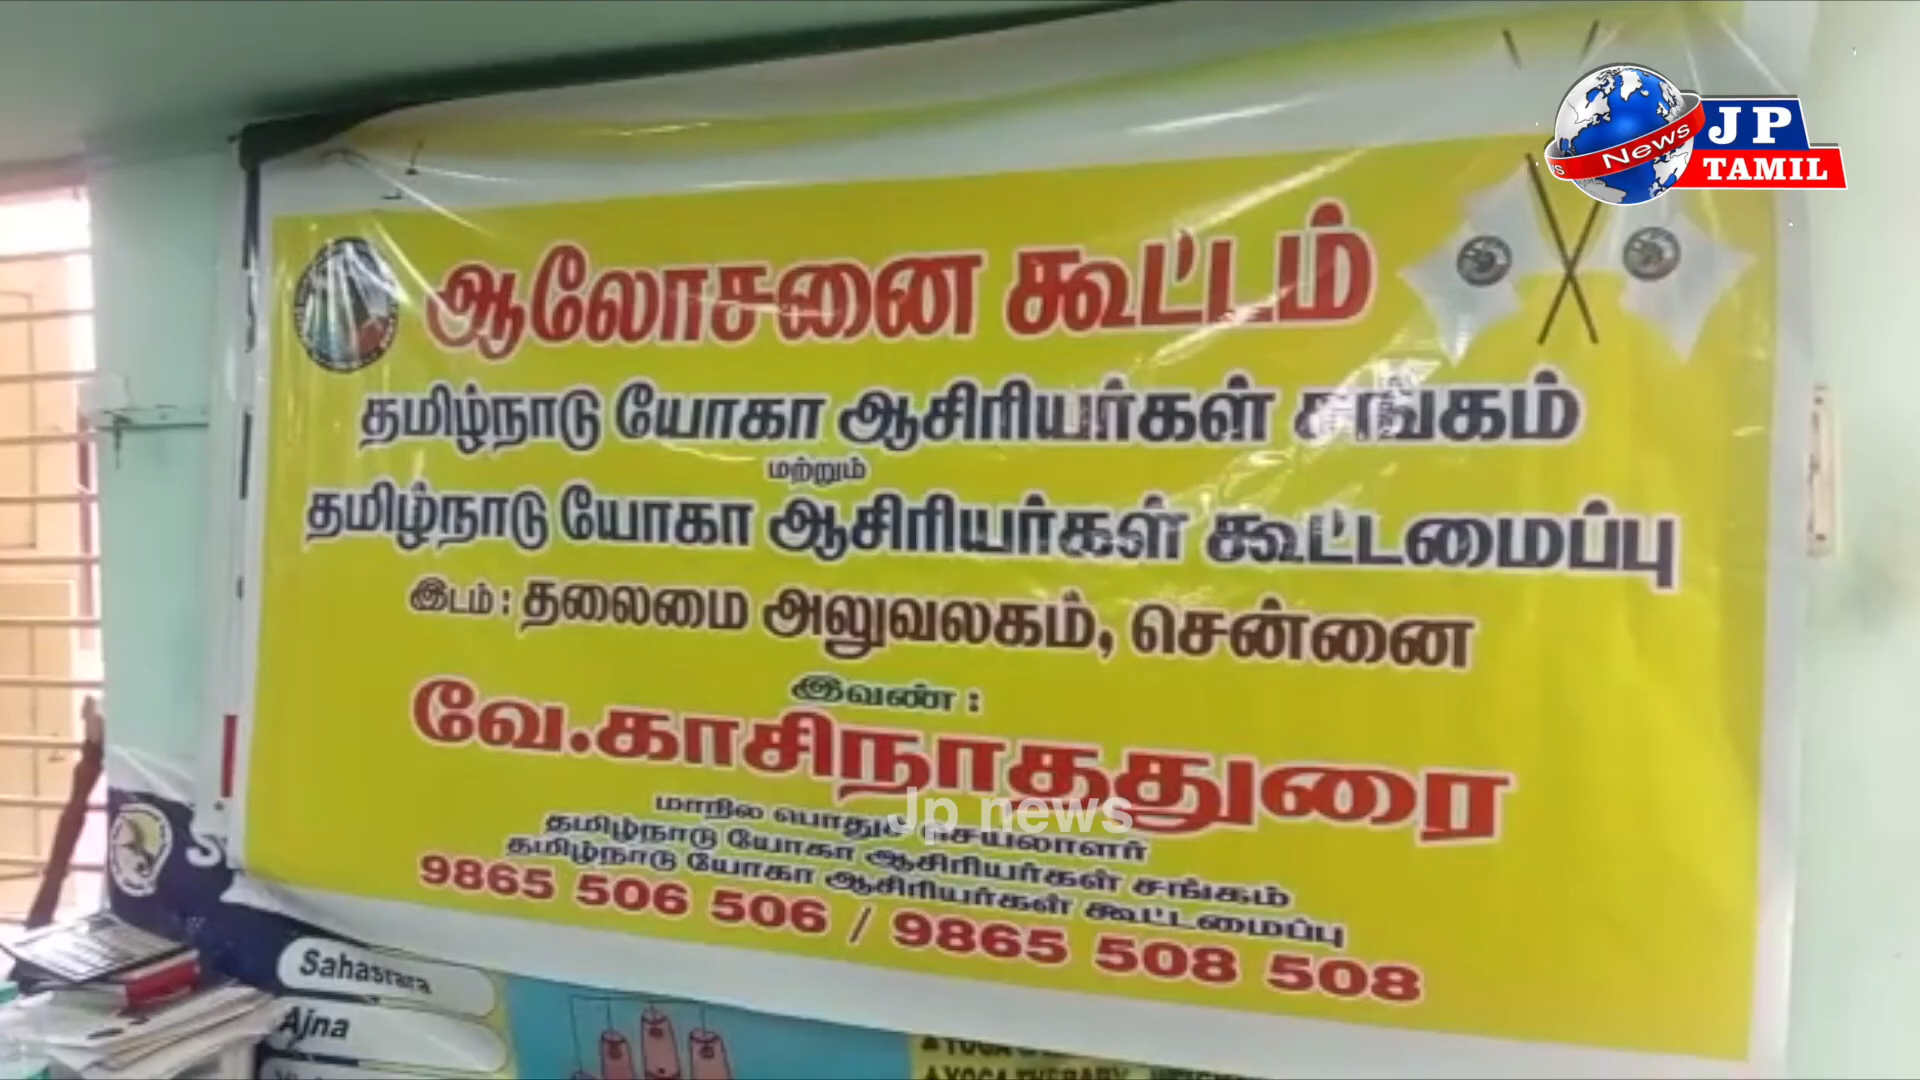 News
JP
TAMIL
ஆலோசனை கூட்டம்
தமிழ்நாடு யோகா ஆசிரியர்கள் சங்கம்
மற்றும்
தமிழ்நாடு யோகா ஆசிரியர்கள் கூட்டமைப்பு
இடம் : தலைமை அலுவலகம், சென்னை
இவண் :
வே.காசிநாததுரை
மாநில பொதுச் செயலாளர்
தமிழ்நாடு யோகா ஆசிரியர்கள் சங்கம்
தமிழ்நாடு யோகா ஆசிரியர்கள் கூட்டமைப்பு
9865 506 506 / 9865 508 508
Jp news
Sahasrara
Ajna
YOGA THERAPY